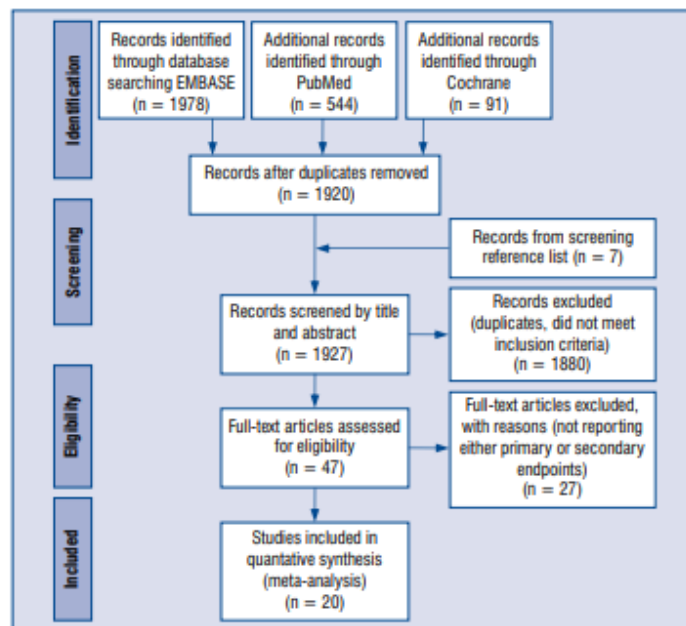 Identification
Records identified
through database
searching EMBASE
(n = 1978)
Additional records
identified through
PubMed
(n = 544)
Additional records
identified through
Cochrane
(n = 91)
Records after duplicates removed
(n = 1920)
Screening
Records from screening
reference list (n = 7)
Records screened by title
and abstract
(n = 1927)
Records excluded
(duplicates, did not meet
inclusion criteria)
(n = 1880)
Eligibility
Full-text articles assessed
for eligibility
(n = 47)
Full-text articles excluded,
with reasons (not reporting
either primary or secondary
endpoints)
(n = 27)
Included
Studies included in
quantative synthesis
(meta-analysis)
(n = 20)